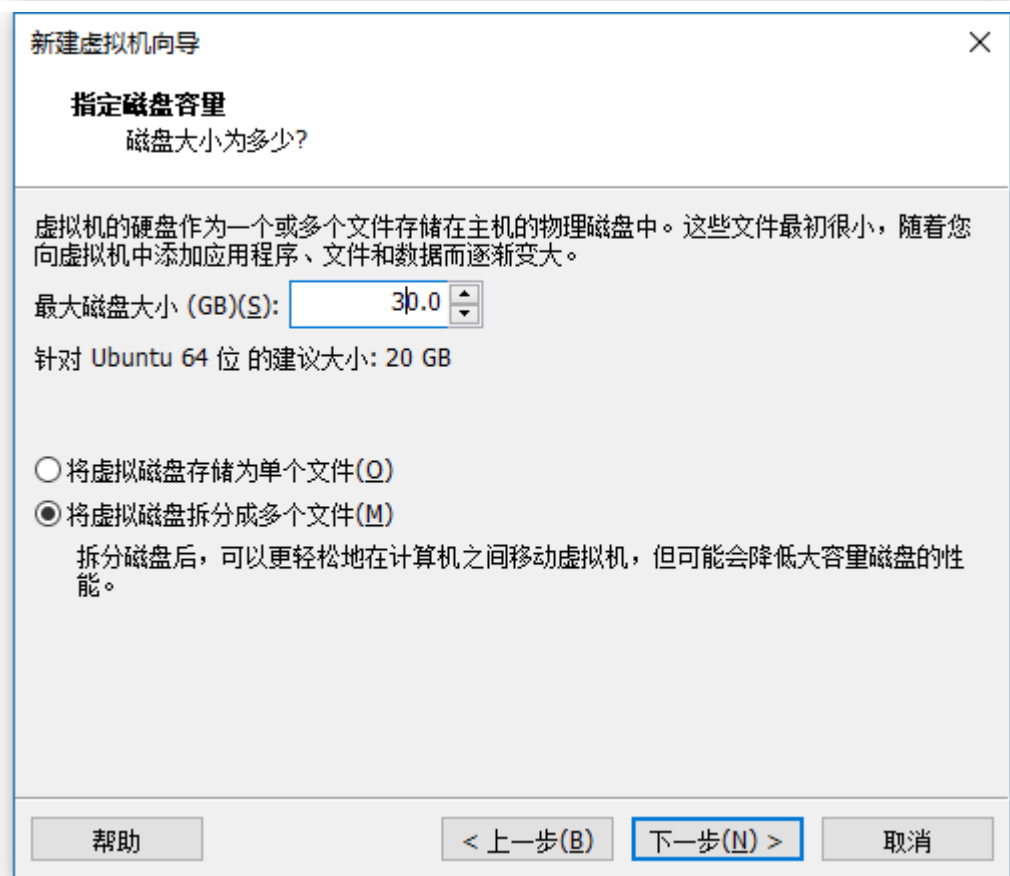 新建虚拟机向导
指定磁盘容量
磁盘大小为多少?
虚拟机的硬盘作为一个或多个文件存储在主机的物理磁盘中。这些文件最初很小，随着您
向虚拟机中添加应用程序、文件和数据而逐渐变大。
最大磁盘大小 (GB)(S): 30.0
针对 Ubuntu 64 位 的建议大小: 20 GB
将虚拟磁盘存储为单个文件(O)
将虚拟磁盘拆分成多个文件(M)
拆分磁盘后，可以更轻松地在计算机之间移动虚拟机，但可能会降低大容量磁盘的性
能。
帮助 < 上一步(B) 下一步(N) > 取消